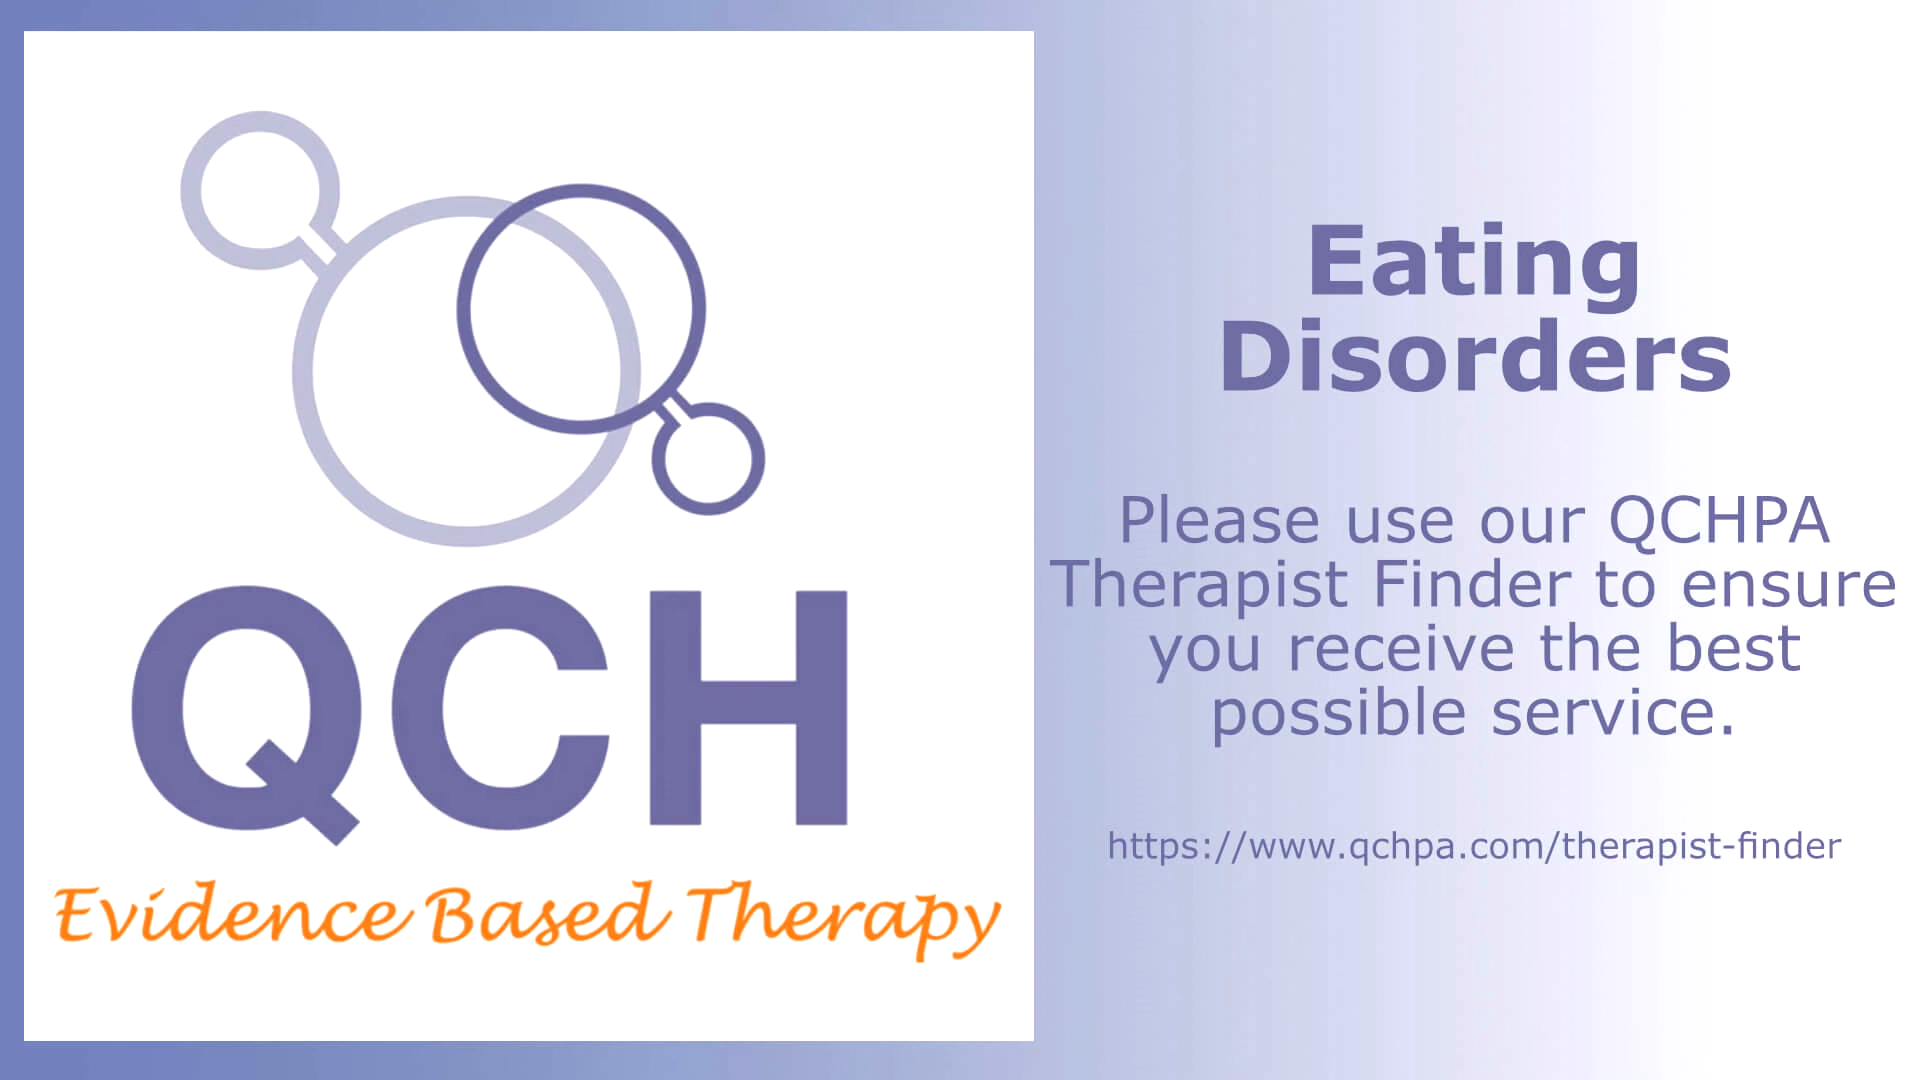 QCH
Evidence Based Therapy
Eating
Disorders
Please use our QCHPA
Therapist Finder to ensure
you receive the best
possible service.
https://www.qchpa.com/therapist-finder